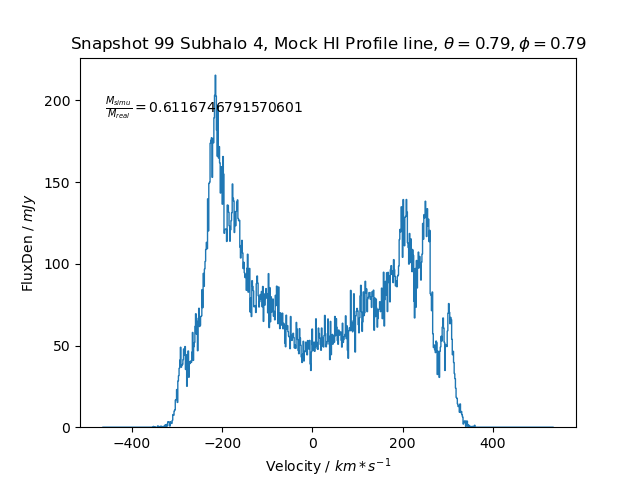 Snapshot 99 Subhalo 4, Mock HI Profile line, θ = 0.79, ϕ = 0.79
M_simu / M_real = 0.6116746791570601
FluxDen / mJy
200
150
100
50
0
−400 −200 0 200 400
Velocity / km * s⁻¹